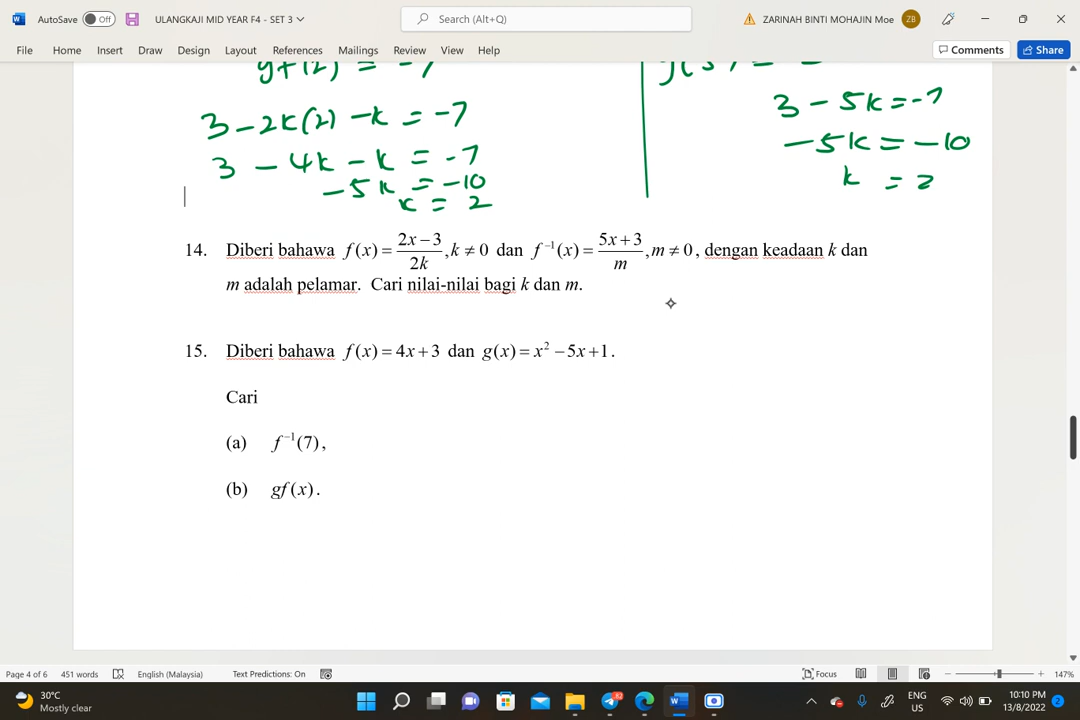 AutoSave Off ULANGKAJI MID YEAR F4 - SET 3 Search (Alt+Q) ZARINAH BINTI MOHAJIN Moe ZB
File Home Insert Draw Design Layout References Mailings Review View Help Comments Share
3 - 2k(2) - k = -7
3 - 4k - k = -7
-5k = -10
k = 2
3 - 5k = -7
-5k = -10
k = 2
14. Diberi bahawa f(x) = (2x - 3)/(2k), k ≠ 0 dan f⁻¹(x) = (5x + 3)/m, m ≠ 0, dengan keadaan k dan
m adalah pelamar. Cari nilai-nilai bagi k dan m.
15. Diberi bahawa f(x) = 4x + 3 dan g(x) = x² - 5x + 1.
Cari
(a) f⁻¹(7),
(b) gf(x).
Page 4 of 6 451 words English (Malaysia) Text Predictions: On Focus 147%
30°C
Mostly clear
ENG
US
10:10 PM
13/8/2022
2